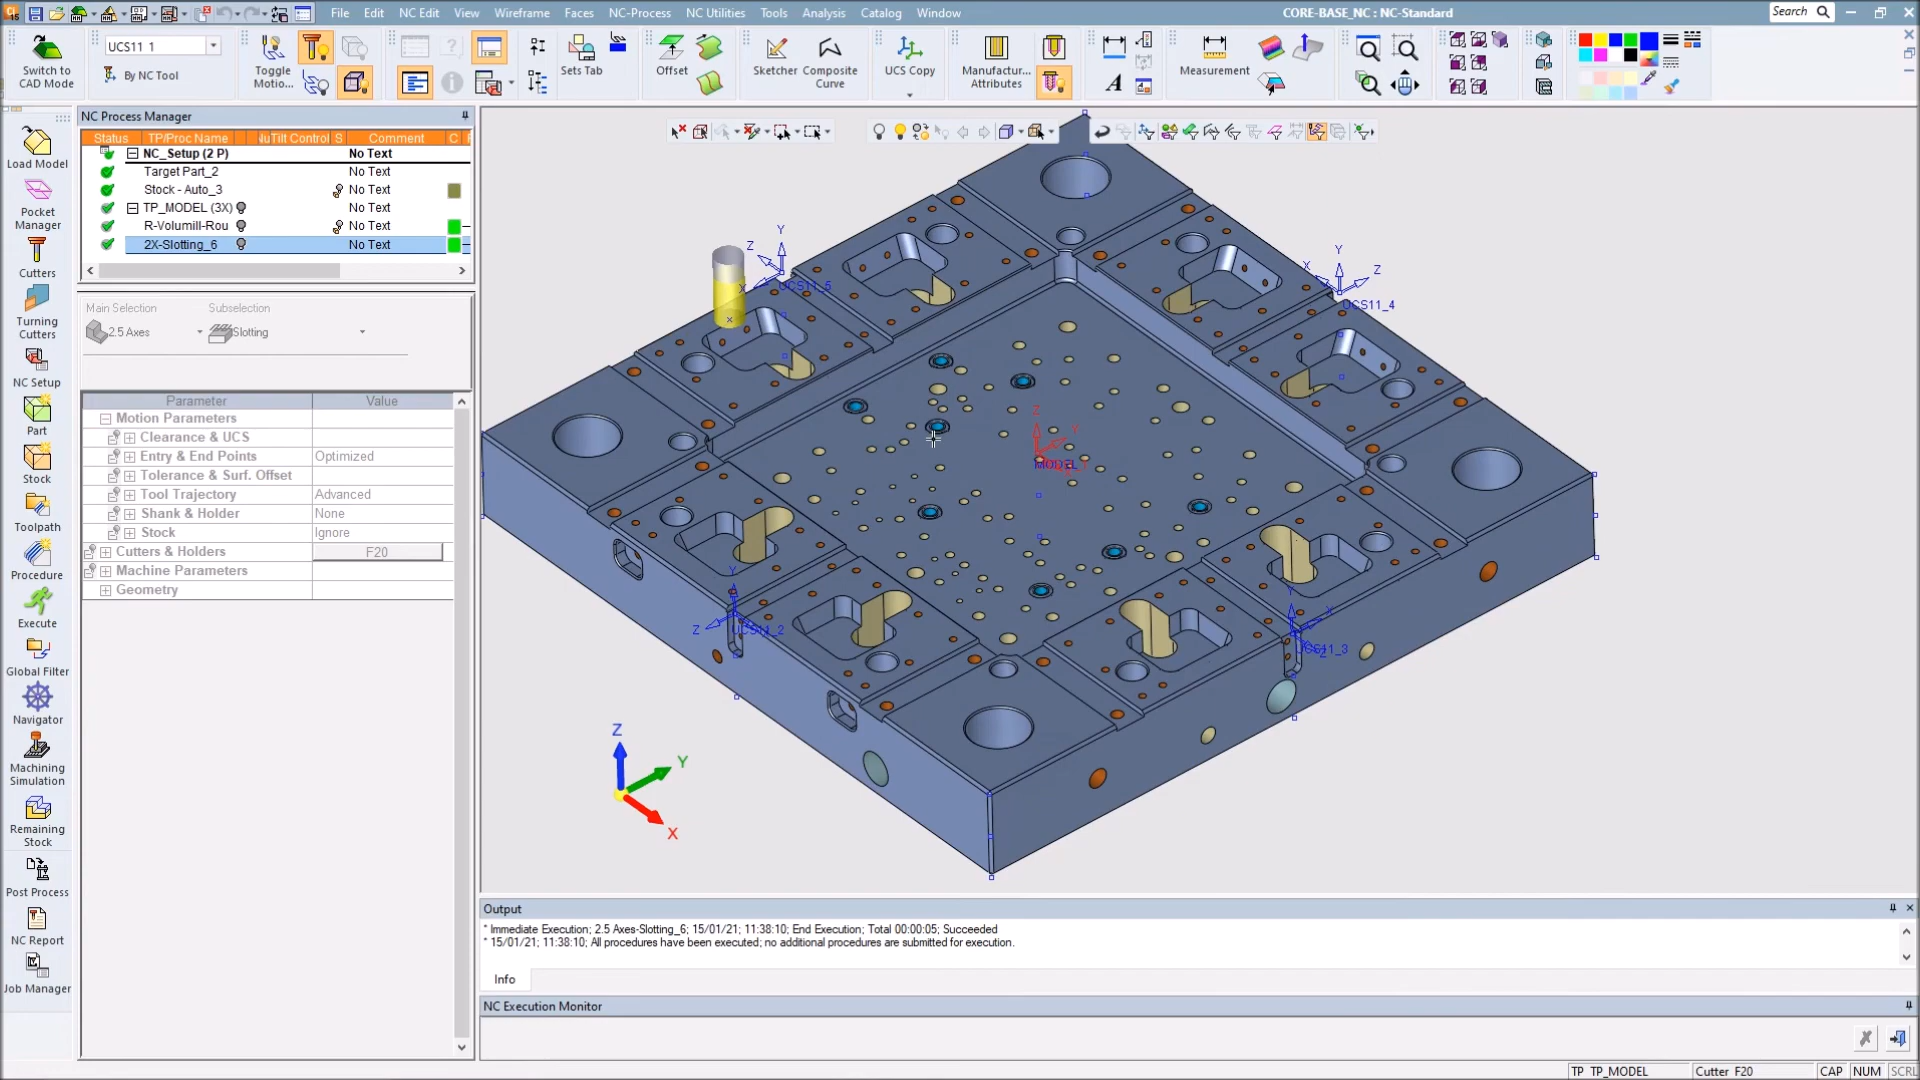 File Edit NC Edit View Wireframe Faces NC-Process NC Utilities Tools Analysis Catalog Window
CORE-BASE_NC : NC-Standard
Search
Switch to CAD Mode
UCS11 1
By NC Tool
Toggle Motio...
Sets Tab
Offset
Sketcher
Composite Curve
UCS Copy
Manufactur... Attributes
Measurement
Load Model
Pocket Manager
Cutters
Turning Cutters
NC Setup
Part
Stock
Toolpath
Procedure
Execute
Global Filter
Navigator
Machining Simulation
Remaining Stock
Post Process
NC Report
Job Manager
NC Process Manager
Status TP/Proc Name Tilt Control S Comment C
NC_Setup (2 P) No Text
Target Part_2 No Text
Stock - Auto_3 No Text
TP_MODEL (3X) No Text
R-Volumill-Rou No Text
2X-Slotting_6 No Text
Main Selection
Subselection
2.5 Axes
Slotting
Parameter Value
Motion Parameters
Clearance & UCS
Entry & End Points Optimized
Tolerance & Surf. Offset
Tool Trajectory Advanced
Shank & Holder None
Stock Ignore
Cutters & Holders F20
Machine Parameters
Geometry
Y
Z
X
UCS11_5
Y
X
Z
UCS11_4
Z
Y
MODEL
Y
Z
UCS11_2
Y
X
UCS11_3
Z
Y
X
Output
* Immediate Execution; 2.5 Axes-Slotting_6; 15/01/21; 11:38:10; End Execution; Total 00:00:05; Succeeded
* 15/01/21; 11:38:10; All procedures have been executed; no additional procedures are submitted for execution.
Info
NC Execution Monitor
TP TP_MODEL
Cutter F20
CAP NUM SCRL